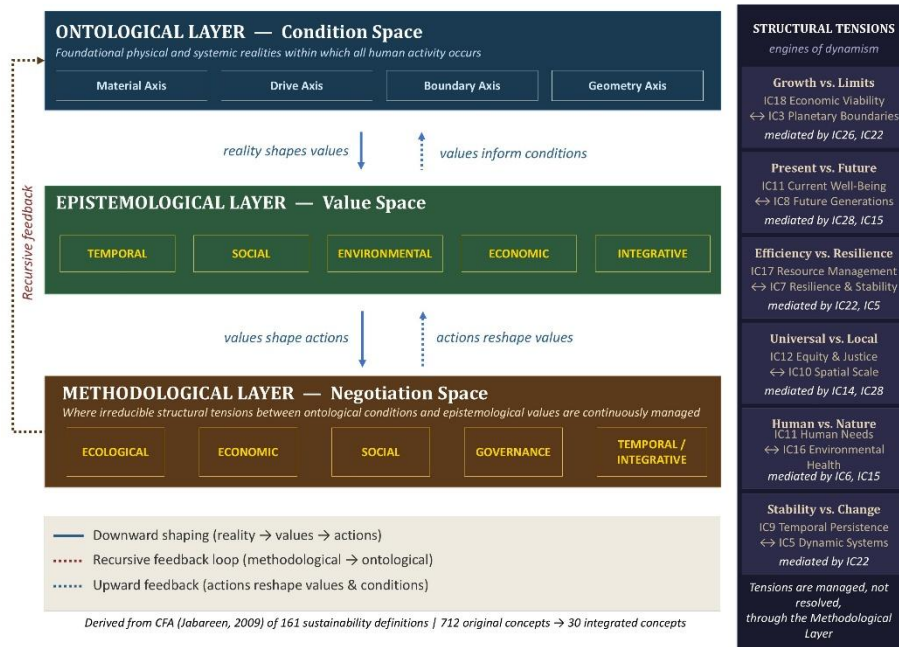 ONTOLOGICAL LAYER — Condition Space
Foundational physical and systemic realities within which all human activity occurs
Material Axis
Drive Axis
Boundary Axis
Geometry Axis
reality shapes values
values inform conditions
Recursive feedback
EPISTEMOLOGICAL LAYER — Value Space
TEMPORAL
SOCIAL
ENVIRONMENTAL
ECONOMIC
INTEGRATIVE
values shape actions
actions reshape values
METHODOLOGICAL LAYER — Negotiation Space
Where irreducible structural tensions between ontological conditions and epistemological values are continuously managed
ECOLOGICAL
ECONOMIC
SOCIAL
GOVERNANCE
TEMPORAL /
INTEGRATIVE
Downward shaping (reality → values → actions)
Recursive feedback loop (methodological → ontological)
Upward feedback (actions reshape values & conditions)
Derived from CFA (Jabareen, 2009) of 161 sustainability definitions | 712 original concepts → 30 integrated concepts
STRUCTURAL TENSIONS
engines of dynamism
Growth vs. Limits
IC18 Economic Viability
↔ IC3 Planetary Boundaries
mediated by IC26, IC22
Present vs. Future
IC11 Current Well-Being
↔ IC8 Future Generations
mediated by IC28, IC15
Efficiency vs. Resilience
IC17 Resource Management
↔ IC7 Resilience & Stability
mediated by IC22, IC5
Universal vs. Local
IC12 Equity & Justice
↔ IC10 Spatial Scale
mediated by IC14, IC28
Human vs. Nature
IC11 Human Needs
↔ IC16 Environmental
Health
mediated by IC6, IC15
Stability vs. Change
IC9 Temporal Persistence
↔ IC5 Dynamic Systems
mediated by IC22
Tensions are managed, not
resolved,
through the Methodological
Layer